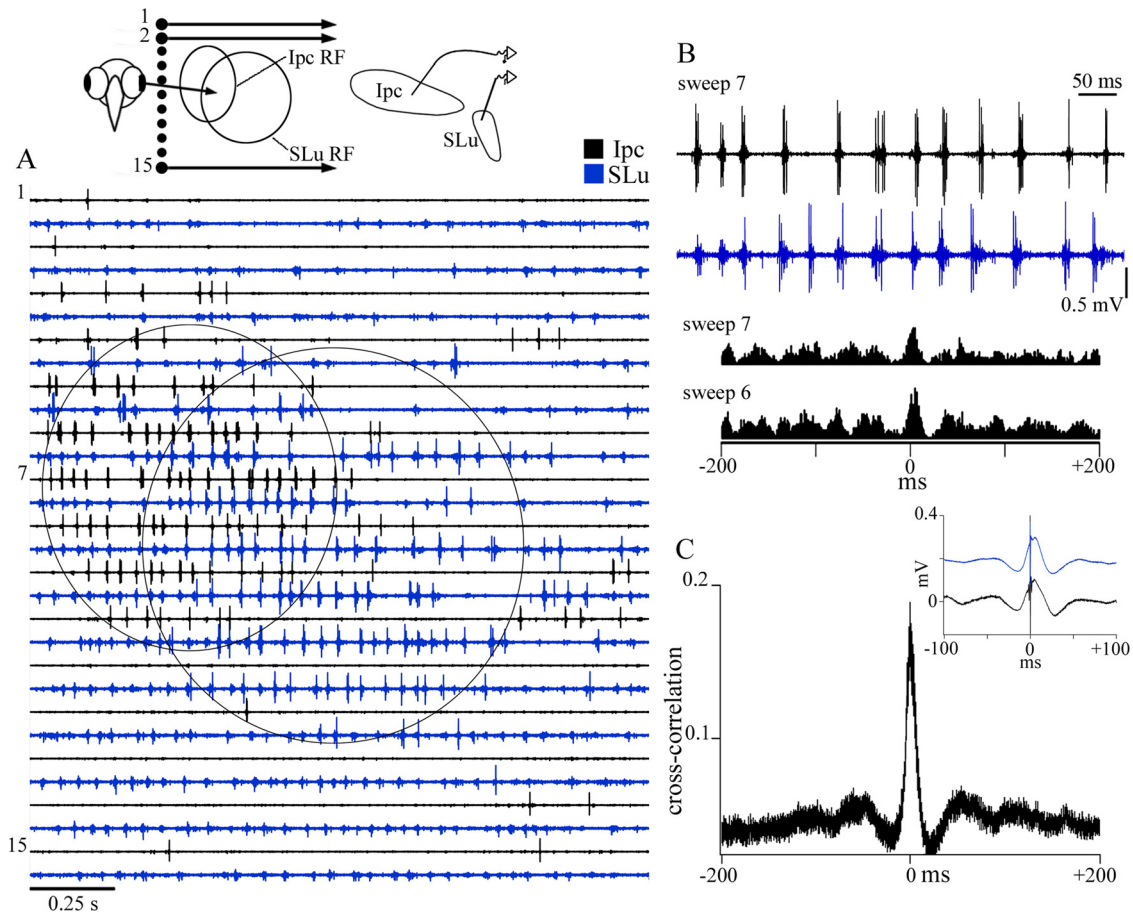 1
2
15
Ipc RF
SLu RF
Ipc
SLu
A
Ipc
SLu
1
7
15
0.25 s
B
sweep 7
50 ms
0.5 mV
sweep 7
sweep 6
-200
0
+200
ms
C
0.2
0.1
cross-correlation
-200
0 ms
+200
0.4
mV
0
-100
0
+100
ms